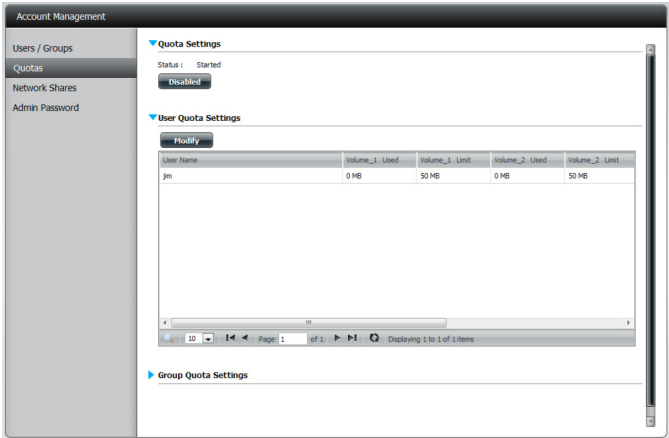 Account Management
Users / Groups
Quotas
Network Shares
Admin Password
Quota Settings
Status : Started
Disabled
User Quota Settings
Modify
User Name Volume_1 Used Volume_1 Limit Volume_2 Used Volume_2 Limit
jim 0 MB 50 MB 0 MB 50 MB
10 Page 1 of 1 Displaying 1 to 1 of 1 items
Group Quota Settings